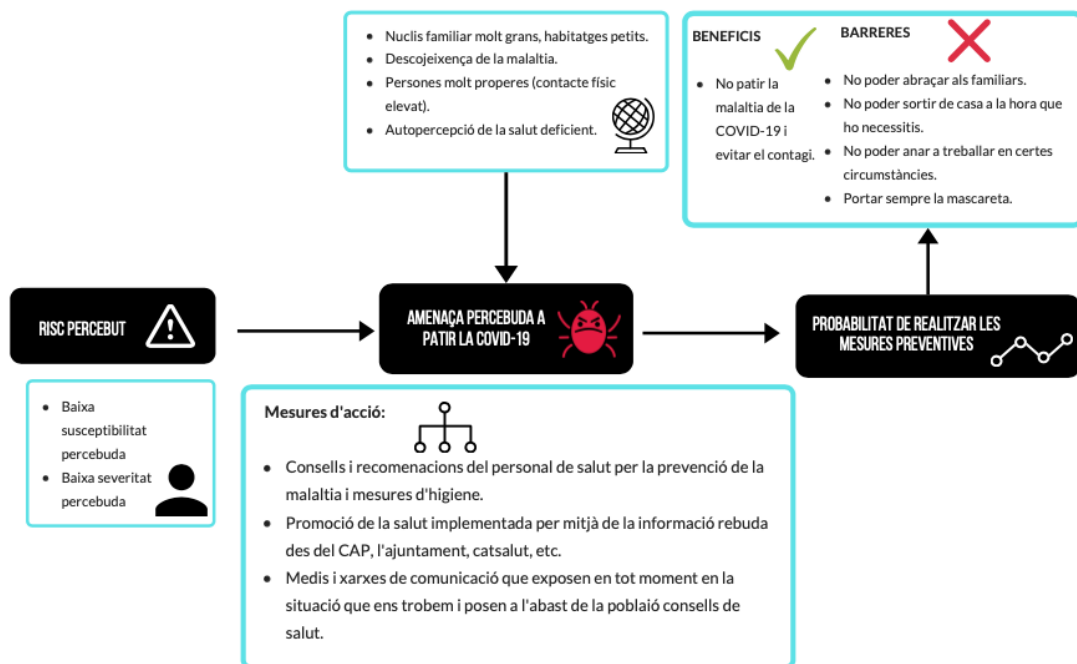 • Nuclis familiar molt grans, habitatges petits.
• Descojeixença de la malaltia.
• Persones molt properes (contacte físic
elevat).
• Autopercepció de la salut deficient.
BENEFICIS
• No patir la
malaltia de la
COVID-19 i
evitar el contagi.
BARRERES
• No poder abraçar als familiars.
• No poder sortir de casa a la hora que
ho necessitis.
• No poder anar a treballar en certes
circumstàncies.
• Portar sempre la mascareta.
RISC PERCEBUT
AMENAÇA PERCEBUDA A
PATIR LA COVID-19
PROBABILITAT DE REALITZAR LES
MESURES PREVENTIVES
• Baixa
susceptibilitat
percebuda
• Baixa severitat
percebuda
Mesures d'acció:
• Consells i recomenacions del personal de salut per la prevenció de la
malaltia i mesures d'higiene.
• Promoció de la salut implementada per mitjà de la informació rebuda
des del CAP, l'ajuntament, catsalut, etc.
• Medis i xarxes de comunicació que exposen en tot moment en la
situació que ens trobem i posen a l'abast de la poblaió consells de
salut.